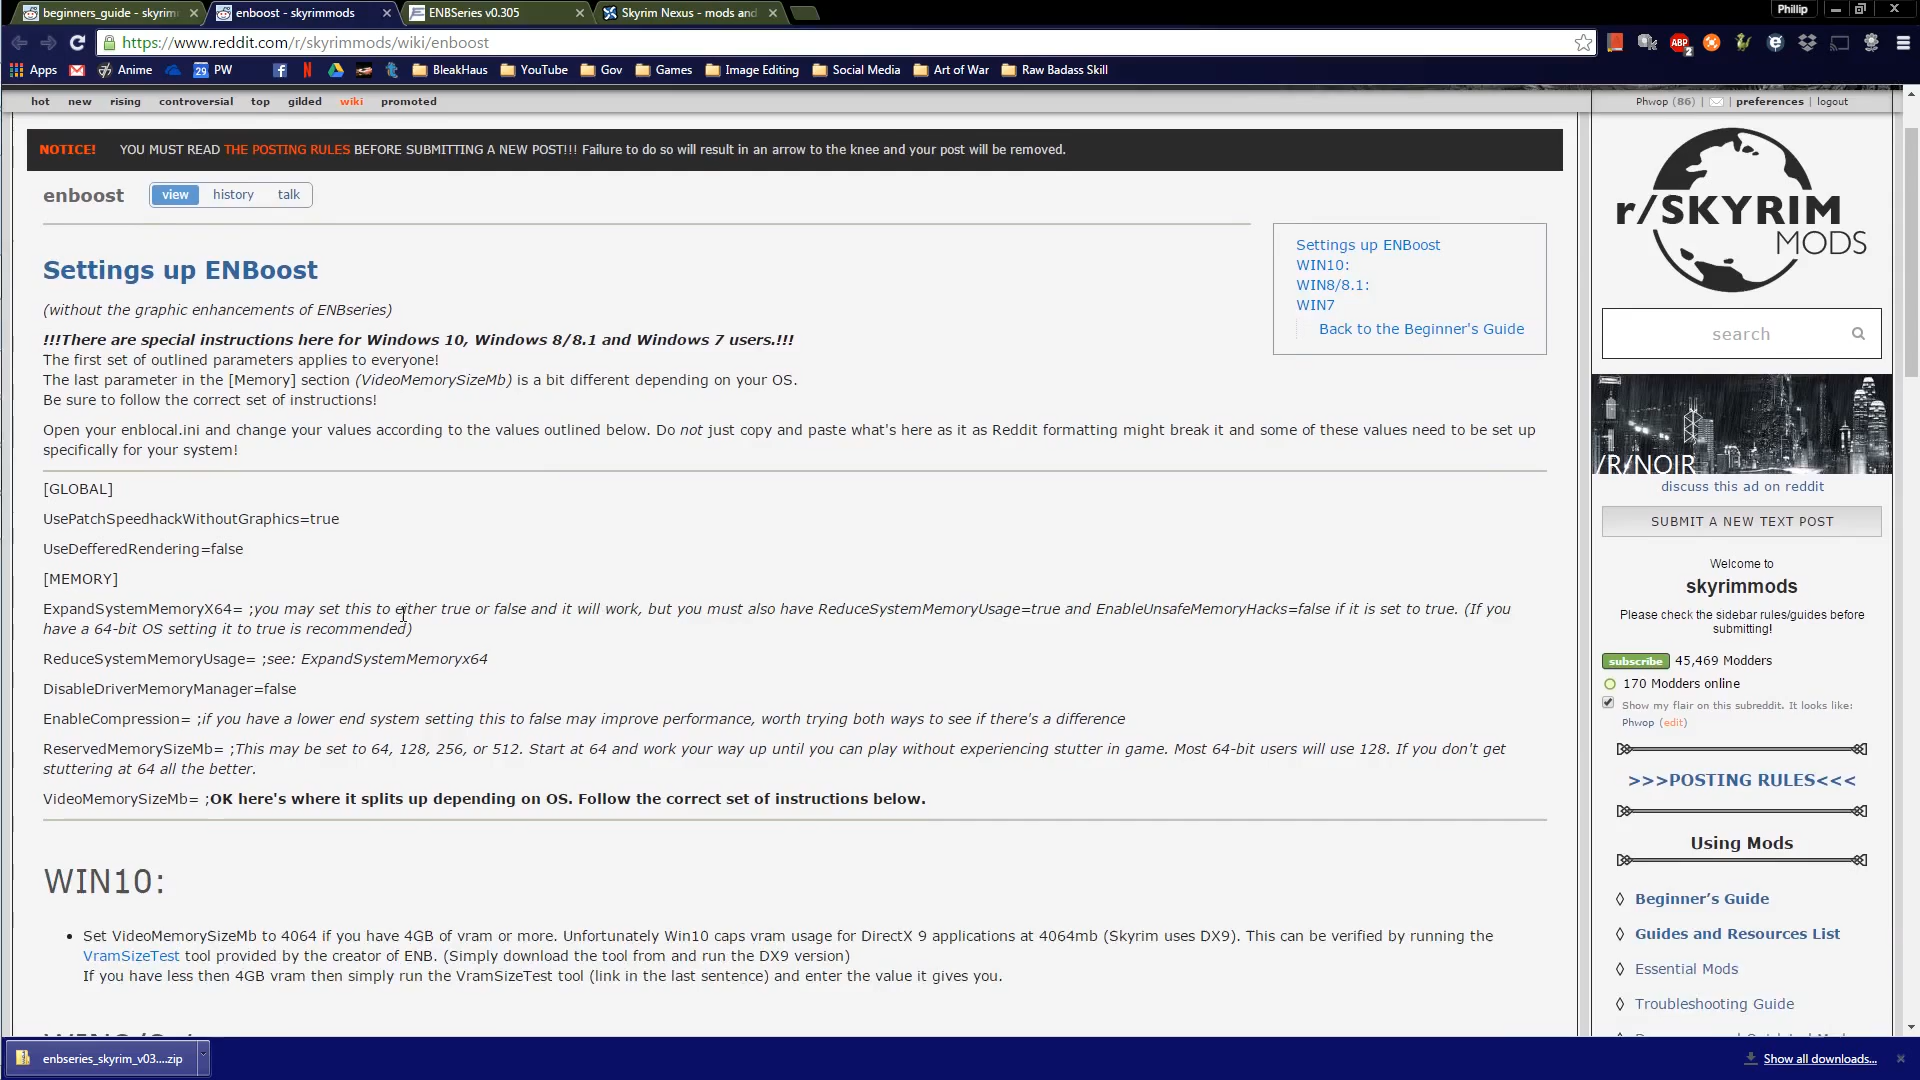 beginners_guide - skyrim
enboost - skyrimmods
ENBSeries v0.305
Skyrim Nexus - mods and
Phillip
https://www.reddit.com/r/skyrimmods/wiki/enboost
ABP
2
Apps
Anime
29 PW
BleakHaus
YouTube
Gov
Games
Image Editing
Social Media
Art of War
Raw Badass Skill
hot new rising controversial top gilded wiki promoted
Phwop (86) | | preferences | logout
NOTICE! YOU MUST READ THE POSTING RULES BEFORE SUBMITTING A NEW POST!!! Failure to do so will result in an arrow to the knee and your post will be removed.
enboost view history talk
Settings up ENBoost
WIN10:
WIN8/8.1:
WIN7
Back to the Beginner's Guide
Settings up ENBoost
(without the graphic enhancements of ENBseries)
!!!There are special instructions here for Windows 10, Windows 8/8.1 and Windows 7 users.!!!
The first set of outlined parameters applies to everyone!
The last parameter in the [Memory] section (VideoMemorySizeMb) is a bit different depending on your OS.
Be sure to follow the correct set of instructions!
Open your enblocal.ini and change your values according to the values outlined below. Do not just copy and paste what's here as it as Reddit formatting might break it and some of these values need to be set up
specifically for your system!
[GLOBAL]
UsePatchSpeedhackWithoutGraphics=true
UseDefferedRendering=false
[MEMORY]
ExpandSystemMemoryX64= ;you may set this to either true or false and it will work, but you must also have ReduceSystemMemoryUsage=true and EnableUnsafeMemoryHacks=false if it is set to true. (If you
have a 64-bit OS setting it to true is recommended)
ReduceSystemMemoryUsage= ;see: ExpandSystemMemoryx64
DisableDriverMemoryManager=false
EnableCompression= ;if you have a lower end system setting this to false may improve performance, worth trying both ways to see if there's a difference
ReservedMemorySizeMb= ;This may be set to 64, 128, 256, or 512. Start at 64 and work your way up until you can play without experiencing stutter in game. Most 64-bit users will use 128. If you don't get
stuttering at 64 all the better.
VideoMemorySizeMb= ;OK here's where it splits up depending on OS. Follow the correct set of instructions below.
WIN10:
• Set VideoMemorySizeMb to 4064 if you have 4GB of vram or more. Unfortunately Win10 caps vram usage for DirectX 9 applications at 4064mb (Skyrim uses DX9). This can be verified by running the
VramSizeTest tool provided by the creator of ENB. (Simply download the tool from and run the DX9 version)
If you have less then 4GB vram then simply run the VramSizeTest tool (link in the last sentence) and enter the value it gives you.
r/SKYRIM
MODS
search
/R/NOIR
discuss this ad on reddit
SUBMIT A NEW TEXT POST
Welcome to
skyrimmods
Please check the sidebar rules/guides before
submitting!
subscribe 45,469 Modders
170 Modders online
Show my flair on this subreddit. It looks like:
Phwop (edit)
>>>POSTING RULES<<<
Using Mods
Beginner's Guide
Guides and Resources List
Essential Mods
Troubleshooting Guide
enbseries_skyrim_v03....zip
Show all downloads...